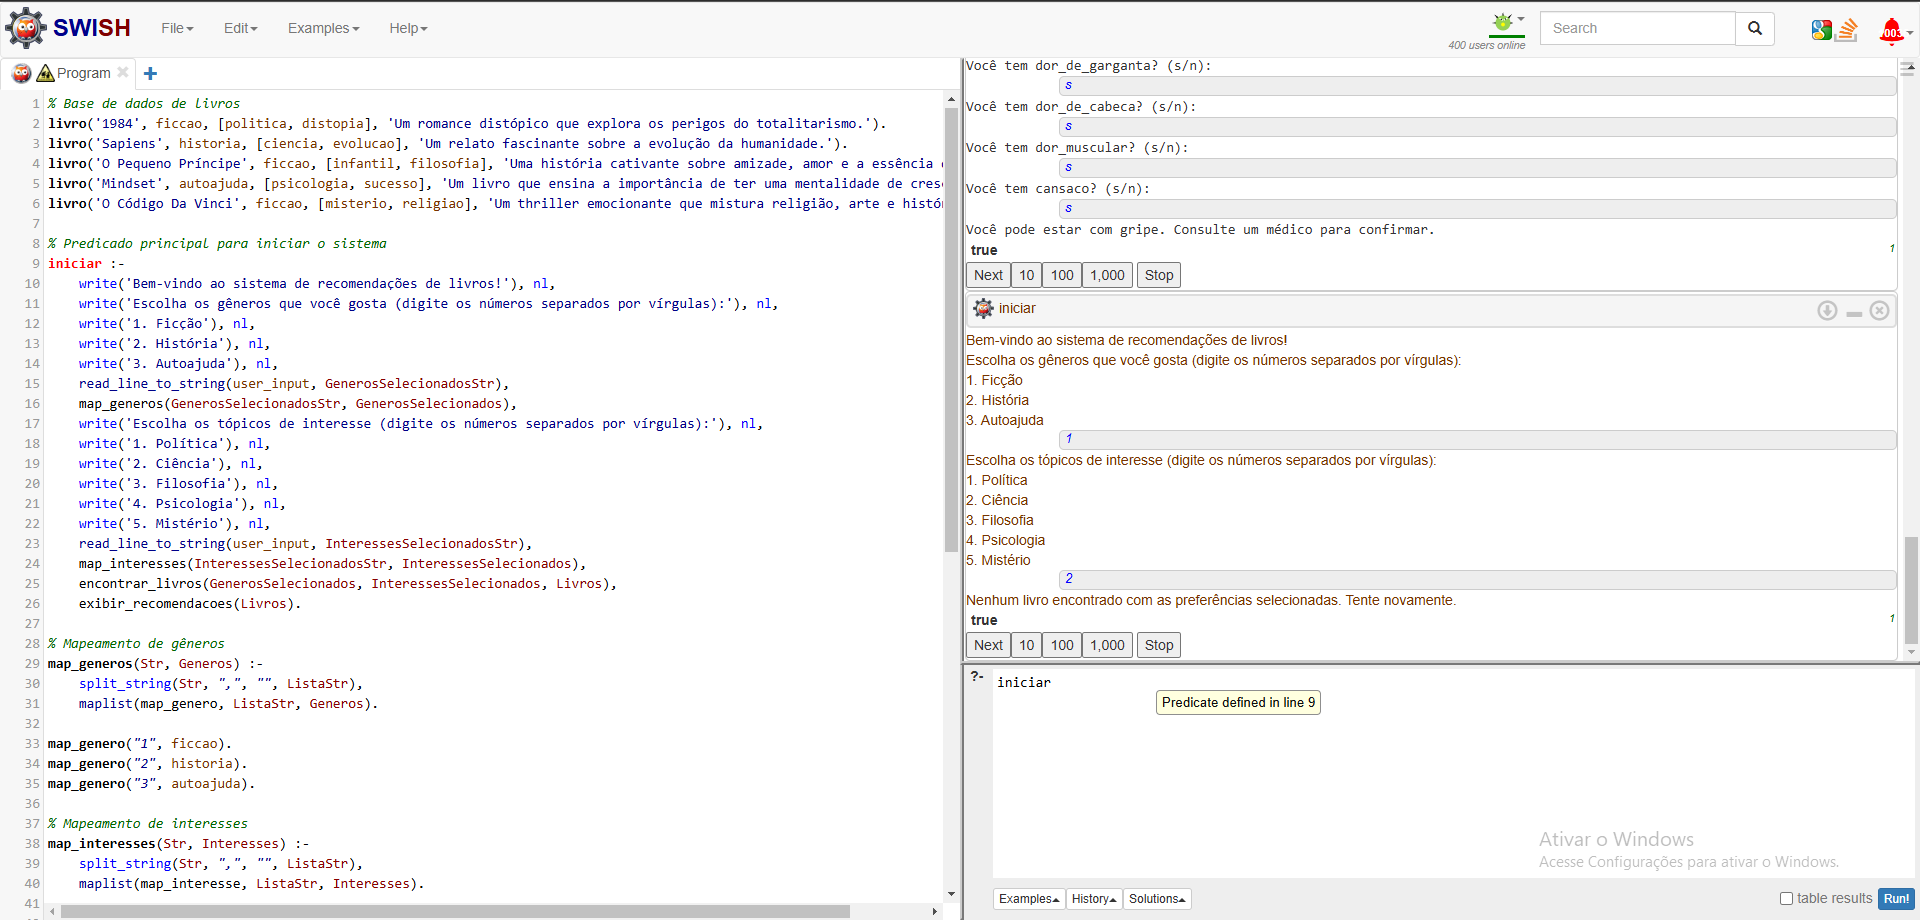 SWISH File Edit Examples Help 400 users online Search
Program
1 % Base de dados de livros
2 livro('1984', ficcao, [politica, distopia], 'Um romance distópico que explora os perigos do totalitarismo.').
3 livro('Sapiens', historia, [ciencia, evolucao], 'Um relato fascinante sobre a evolução da humanidade.').
4 livro('O Pequeno Príncipe', ficcao, [infantil, filosofia], 'Uma história cativante sobre amizade, amor e a essência
5 livro('Mindset', autoajuda, [psicologia, sucesso], 'Um livro que ensina a importância de ter uma mentalidade de cresc
6 livro('O Código Da Vinci', ficcao, [misterio, religiao], 'Um thriller emocionante que mistura religião, arte e histó
7
8 % Predicado principal para iniciar o sistema
9 iniciar :-
10 write('Bem-vindo ao sistema de recomendações de livros!'), nl,
11 write('Escolha os gêneros que você gosta (digite os números separados por vírgulas):'), nl,
12 write('1. Ficção'), nl,
13 write('2. História'), nl,
14 write('3. Autoajuda'), nl,
15 read_line_to_string(user_input, GenerosSelecionadosStr),
16 map_generos(GenerosSelecionadosStr, GenerosSelecionados),
17 write('Escolha os tópicos de interesse (digite os números separados por vírgulas):'), nl,
18 write('1. Política'), nl,
19 write('2. Ciência'), nl,
20 write('3. Filosofia'), nl,
21 write('4. Psicologia'), nl,
22 write('5. Mistério'), nl,
23 read_line_to_string(user_input, InteressesSelecionadosStr),
24 map_interesses(InteressesSelecionadosStr, InteressesSelecionados),
25 encontrar_livros(GenerosSelecionados, InteressesSelecionados, Livros),
26 exibir_recomendacoes(Livros).
27
28 % Mapeamento de gêneros
29 map_generos(Str, Generos) :-
30 split_string(Str, ",", "", ListaStr),
31 maplist(map_genero, ListaStr, Generos).
32
33 map_genero("1", ficcao).
34 map_genero("2", historia).
35 map_genero("3", autoajuda).
36
37 % Mapeamento de interesses
38 map_interesses(Str, Interesses) :-
39 split_string(Str, ",", "", ListaStr),
40 maplist(map_interesse, ListaStr, Interesses).
41
Você tem dor_de_garganta? (s/n):
s
Você tem dor_de_cabeca? (s/n):
s
Você tem dor_muscular? (s/n):
s
Você tem cansaco? (s/n):
s
Você pode estar com gripe. Consulte um médico para confirmar.
true 1
Next 10 100 1,000 Stop
iniciar
Bem-vindo ao sistema de recomendações de livros!
Escolha os gêneros que você gosta (digite os números separados por vírgulas):
1. Ficção
2. História
3. Autoajuda
1
Escolha os tópicos de interesse (digite os números separados por vírgulas):
1. Política
2. Ciência
3. Filosofia
4. Psicologia
5. Mistério
2
Nenhum livro encontrado com as preferências selecionadas. Tente novamente.
true 1
Next 10 100 1,000 Stop
?- iniciar
Predicate defined in line 9
Ativar o Windows
Acesse Configurações para ativar o Windows.
Examples History Solutions table results Run!